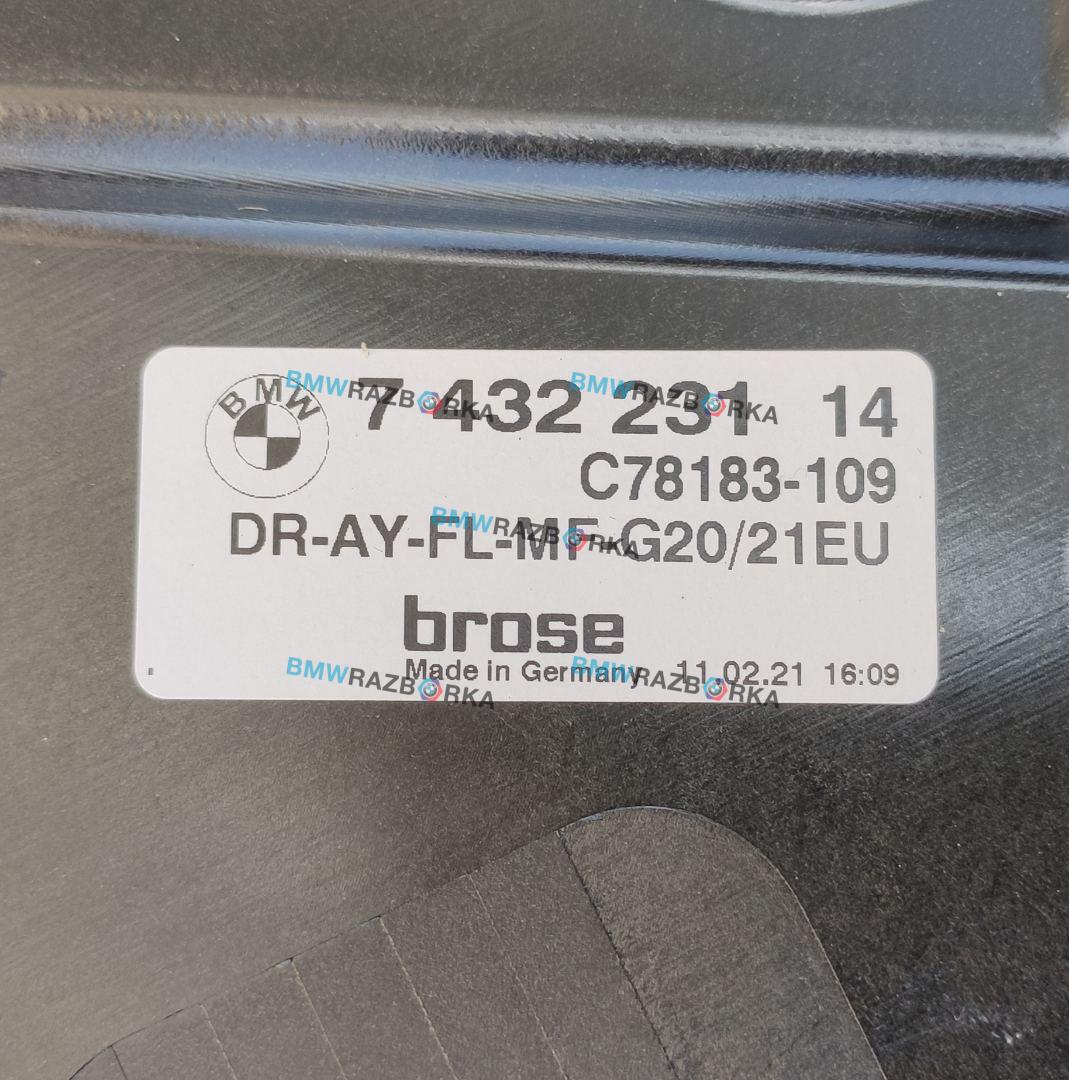 BMW 7 432 231 14
C78183-109
DR-AY-FL-MF-G20/21EU
brose
Made in Germany 11.02.21 16:09
BMWRAZBORKA BMWRAZBORKA
BMWRAZBORKA
BMWRAZBORKA BMWRAZBORKA